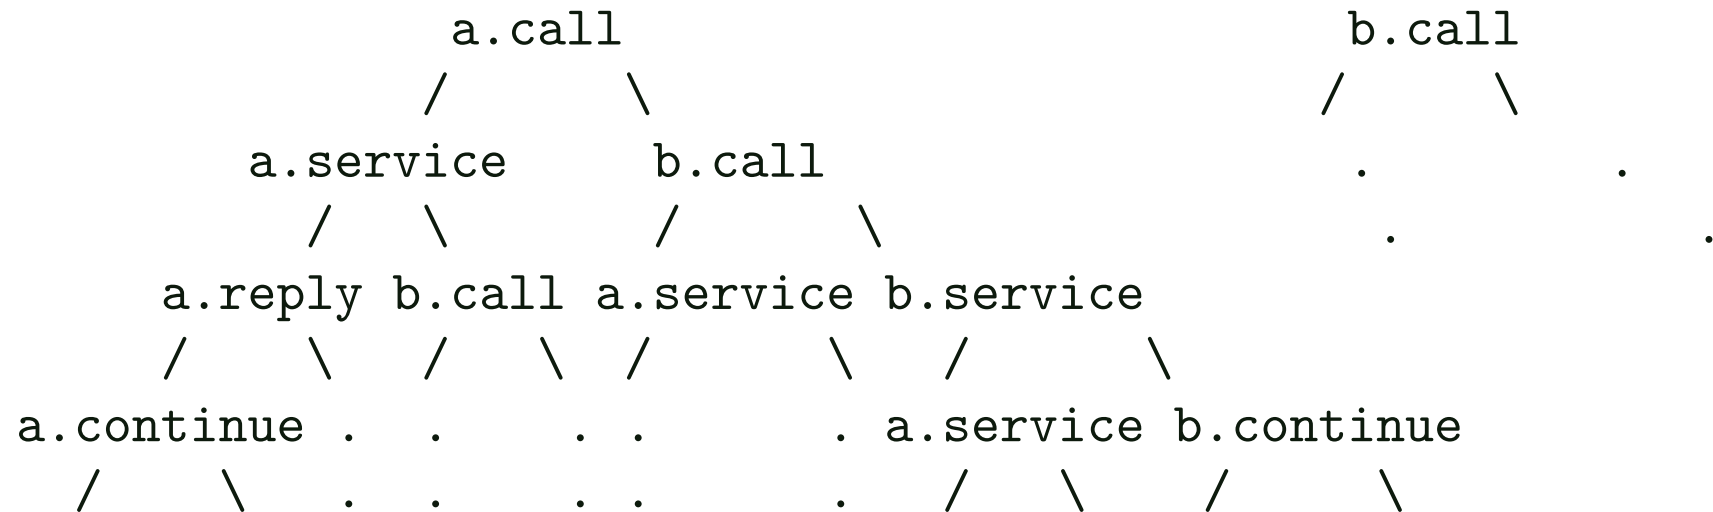 a.call b.call
/ \ / \
a.service b.call . .
/ \ / \ . .
a.reply b.call a.service b.service
/ \ / \ / \ / \
a.continue . . . . . a.service b.continue
/ \ . . . . . / \ / \